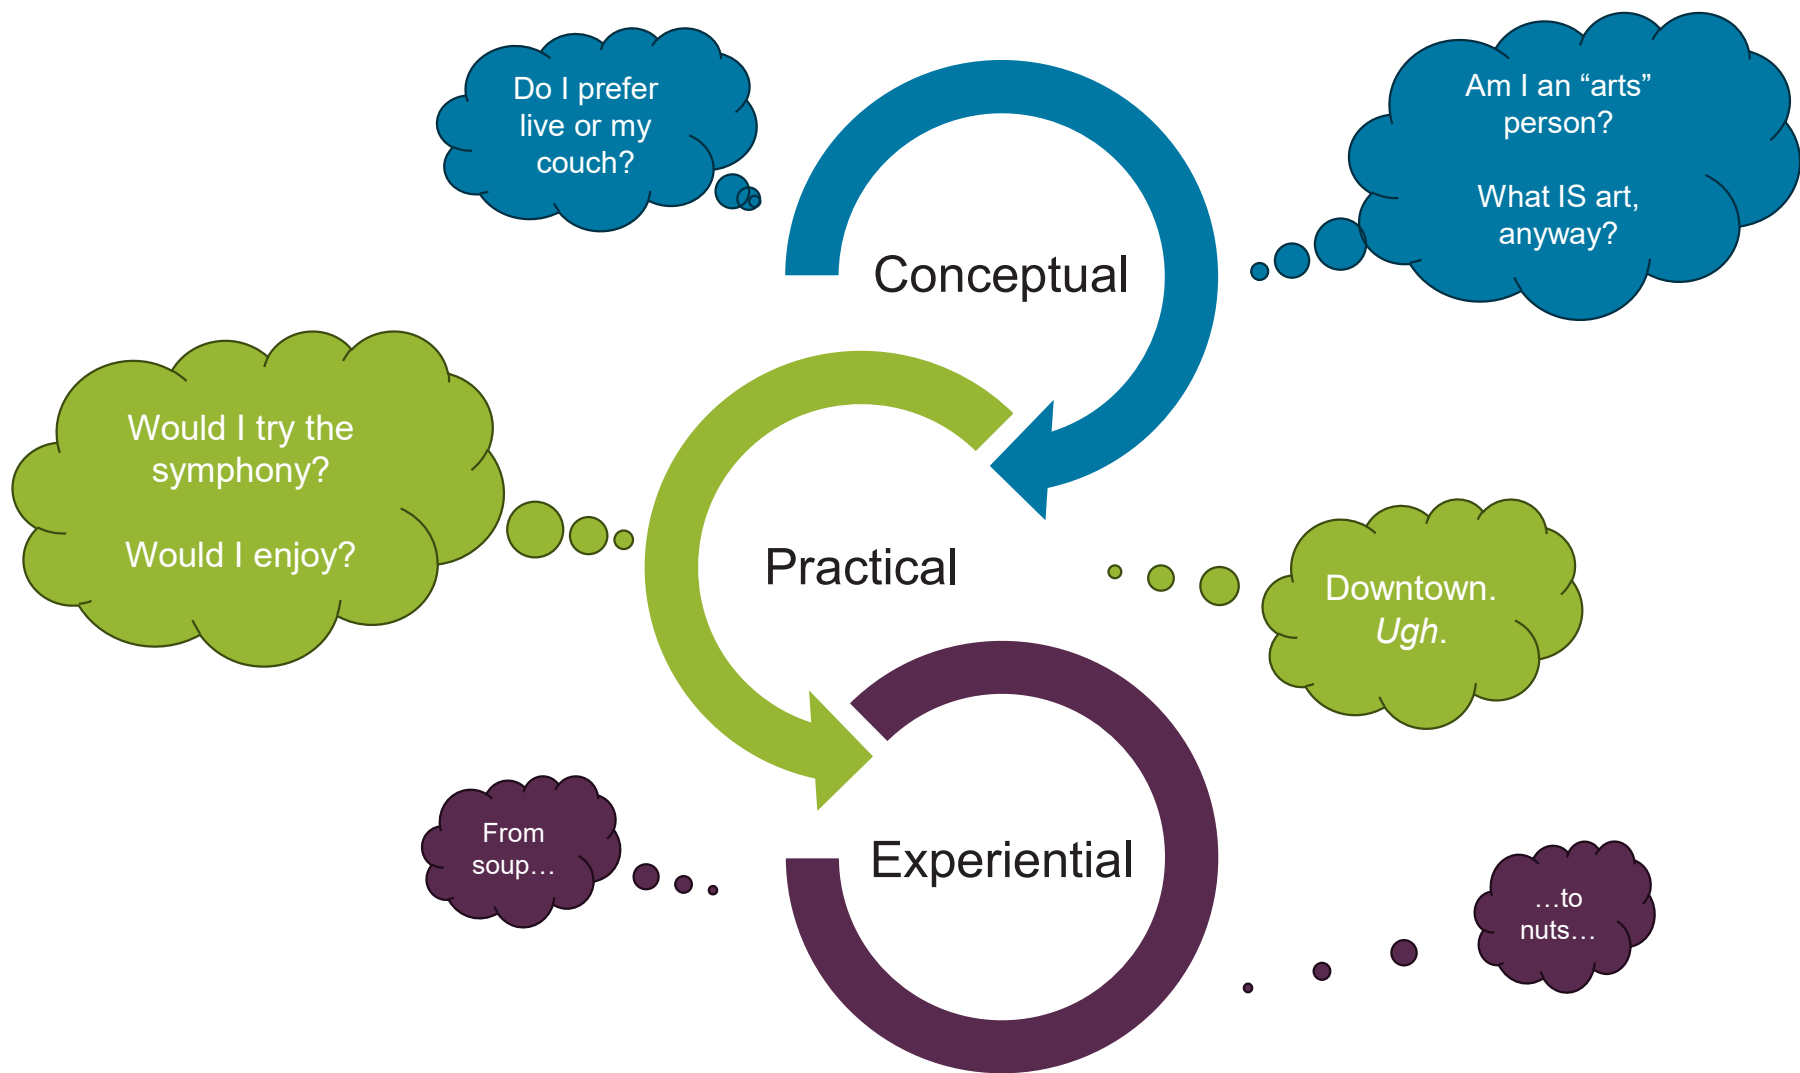 Do I prefer
live or my
couch?
Am I an “arts”
person?
What IS art,
anyway?
Conceptual
Would I try the
symphony?
Would I enjoy?
Practical
Downtown.
Ugh.
From
soup…
Experiential
…to
nuts…